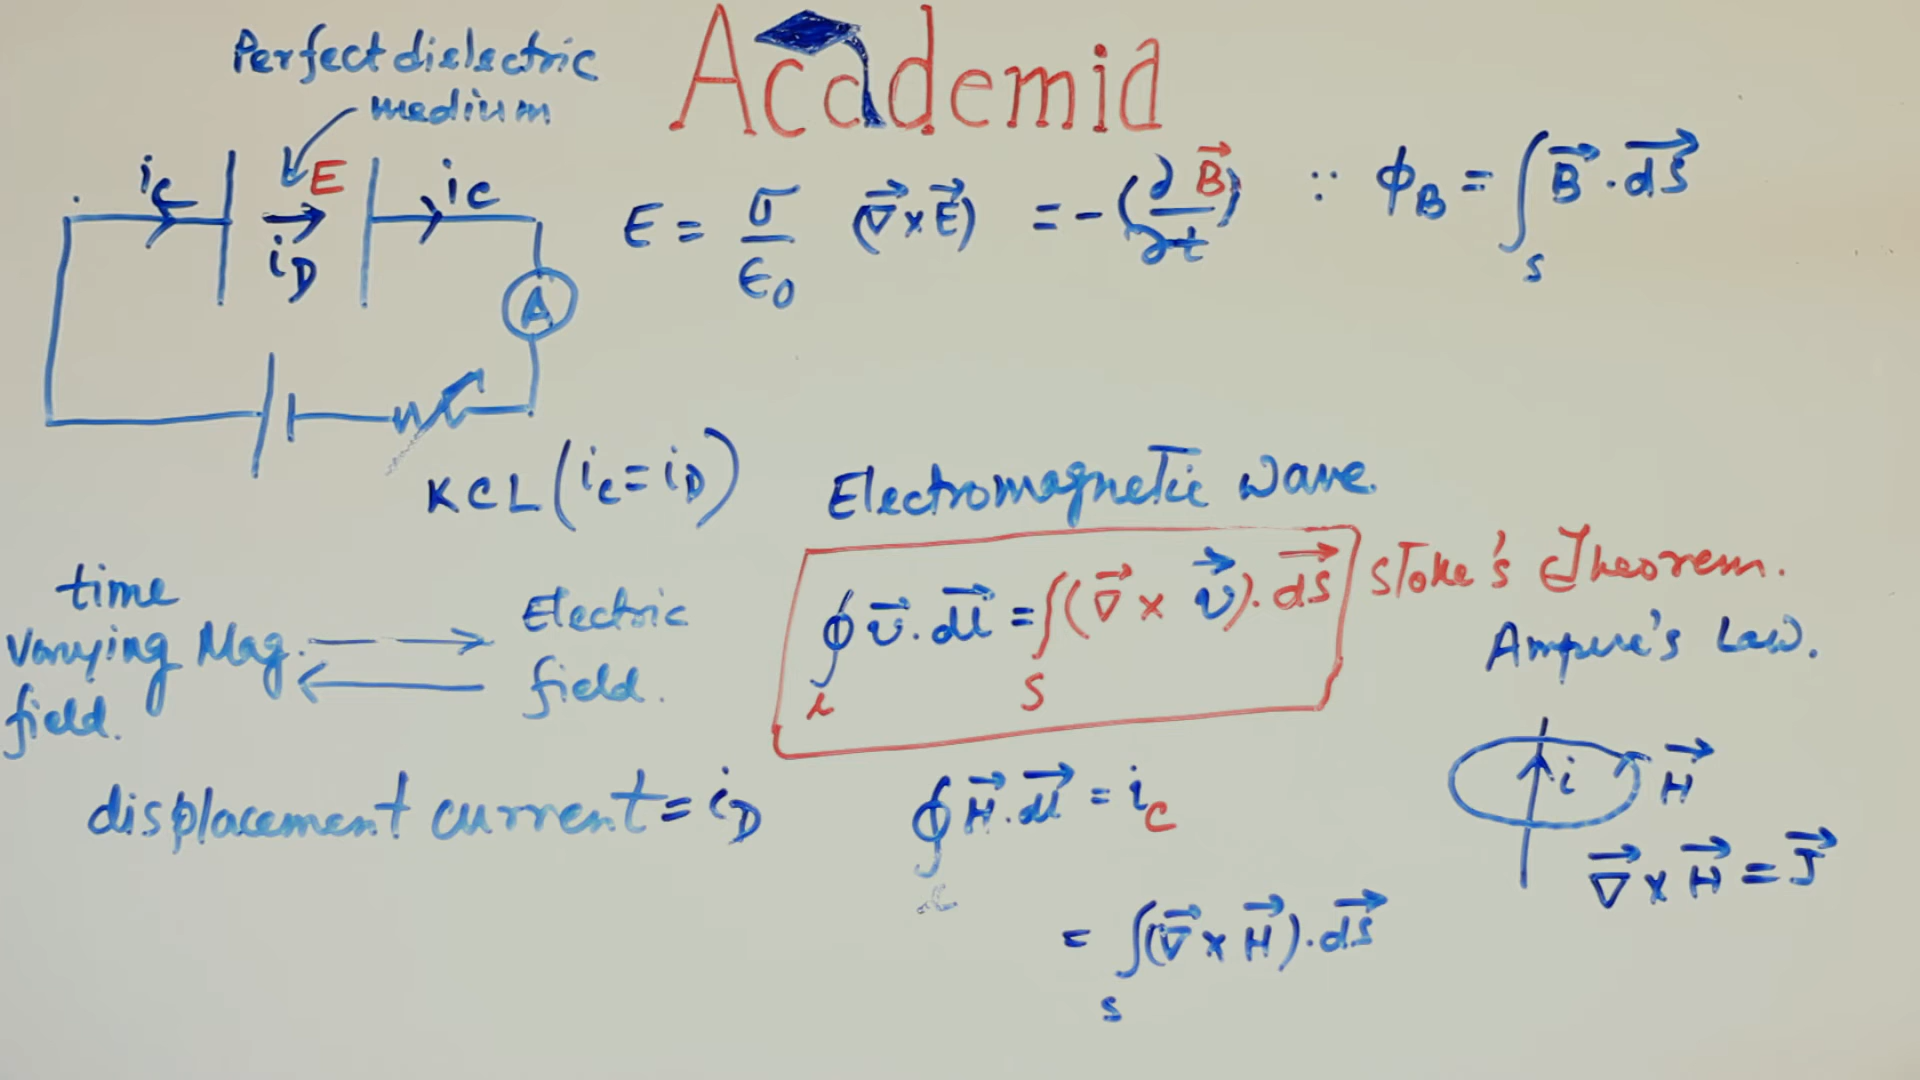 Academia
Perfect dielectric
medium
ic E ic
iD
A
E = σ/ε0 (∇⃗×E⃗) = -(∂B⃗/∂t) ∵ ϕB = ∫S B⃗.dS⃗
KCL (ic = iD)
Electromagnetic Wave.
time
Varying Mag.
field.
Electric
field.
∮L v⃗.dl⃗ = ∫S (∇⃗ × v⃗).dS⃗ Stoke's Theorem.
Ampere's Law.
displacement current = iD
∮L H⃗.dl⃗ = ic
= ∫S (∇⃗ × H⃗).dS⃗
i H⃗
∇⃗ × H⃗ = J⃗